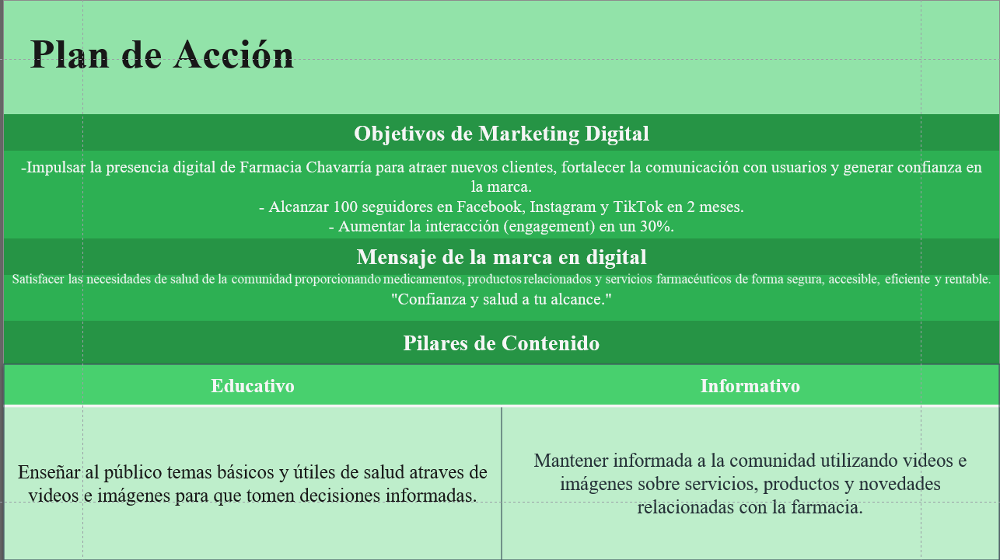 Plan de Acción
Objetivos de Marketing Digital
-Impulsar la presencia digital de Farmacia Chavarría para atraer nuevos clientes, fortalecer la comunicación con usuarios y generar confianza en
la marca.
- Alcanzar 100 seguidores en Facebook, Instagram y TikTok en 2 meses.
- Aumentar la interacción (engagement) en un 30%.
Mensaje de la marca en digital
Satisfacer las necesidades de salud de la comunidad proporcionando medicamentos, productos relacionados y servicios farmacéuticos de forma segura, accesible, eficiente y rentable.
"Confianza y salud a tu alcance."
Pilares de Contenido
Educativo
Informativo
Enseñar al público temas básicos y útiles de salud atraves de
videos e imágenes para que tomen decisiones informadas.
Mantener informada a la comunidad utilizando videos e
imágenes sobre servicios, productos y novedades
relacionadas con la farmacia.